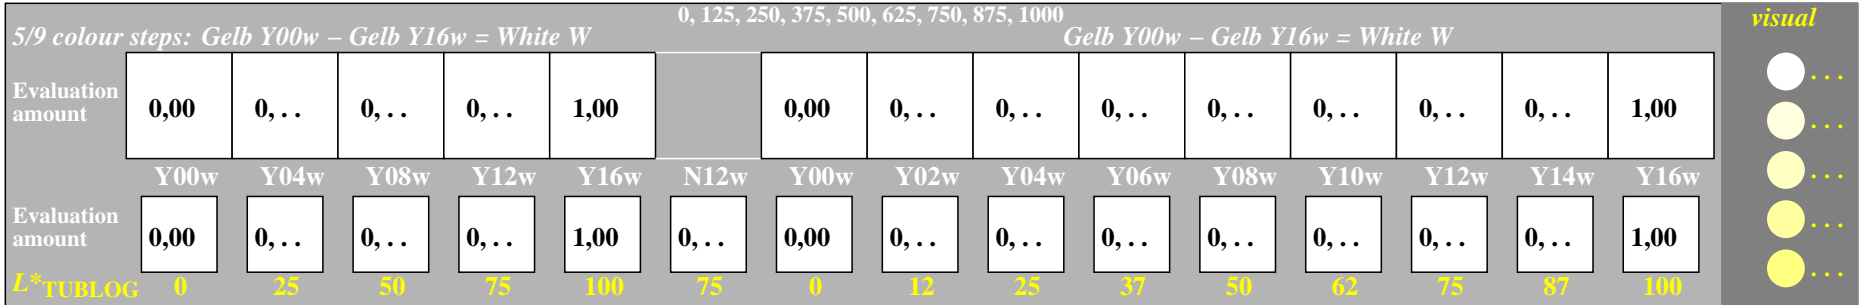 0, 125, 250, 375, 500, 625, 750, 875, 1000
visual
5/9 colour steps: Gelb Y00w – Gelb Y16w = White W
Gelb Y00w – Gelb Y16w = White W
Evaluation amount 0,00 0, . . 0, . . 0, . . 1,00 0,00 0, . . 0, . . 0, . . 0, . . 0, . . 0, . . 0, . . 1,00
Y00w Y04w Y08w Y12w Y16w N12w Y00w Y02w Y04w Y06w Y08w Y10w Y12w Y14w Y16w
Evaluation amount 0,00 0, . . 0, . . 0, . . 1,00 0, . . 0,00 0, . . 0, . . 0, . . 0, . . 0, . . 0, . . 0, . . 1,00
L*TUBLOG 0 25 50 75 100 75 0 12 25 37 50 62 75 87 100
. . .
. . .
. . .
. . .
. . .